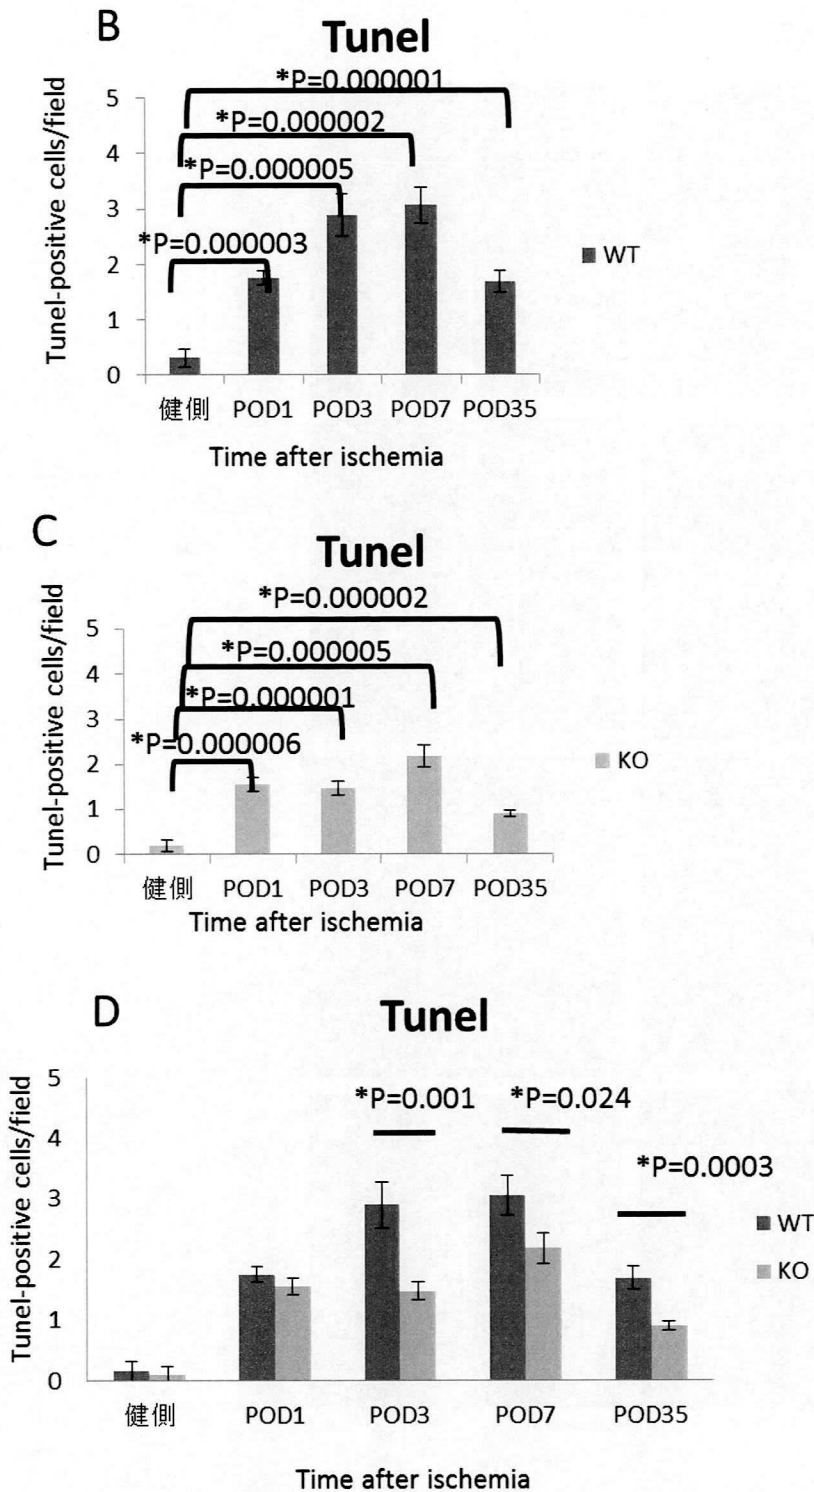 B
Tunel
*P=0.000001
*P=0.000002
*P=0.000005
*P=0.000003
Tunel-positive cells/field
5
4
3
2
1
0
WT
健側 POD1 POD3 POD7 POD35
Time after ischemia
C
Tunel
*P=0.000002
*P=0.000005
*P=0.000001
*P=0.000006
Tunel-positive cells/field
5
4
3
2
1
0
KO
健側 POD1 POD3 POD7 POD35
Time after ischemia
D
Tunel
*P=0.001 *P=0.024
*P=0.0003
Tunel-positive cells/field
5
4
3
2
1
0
WT
KO
健側 POD1 POD3 POD7 POD35
Time after ischemia